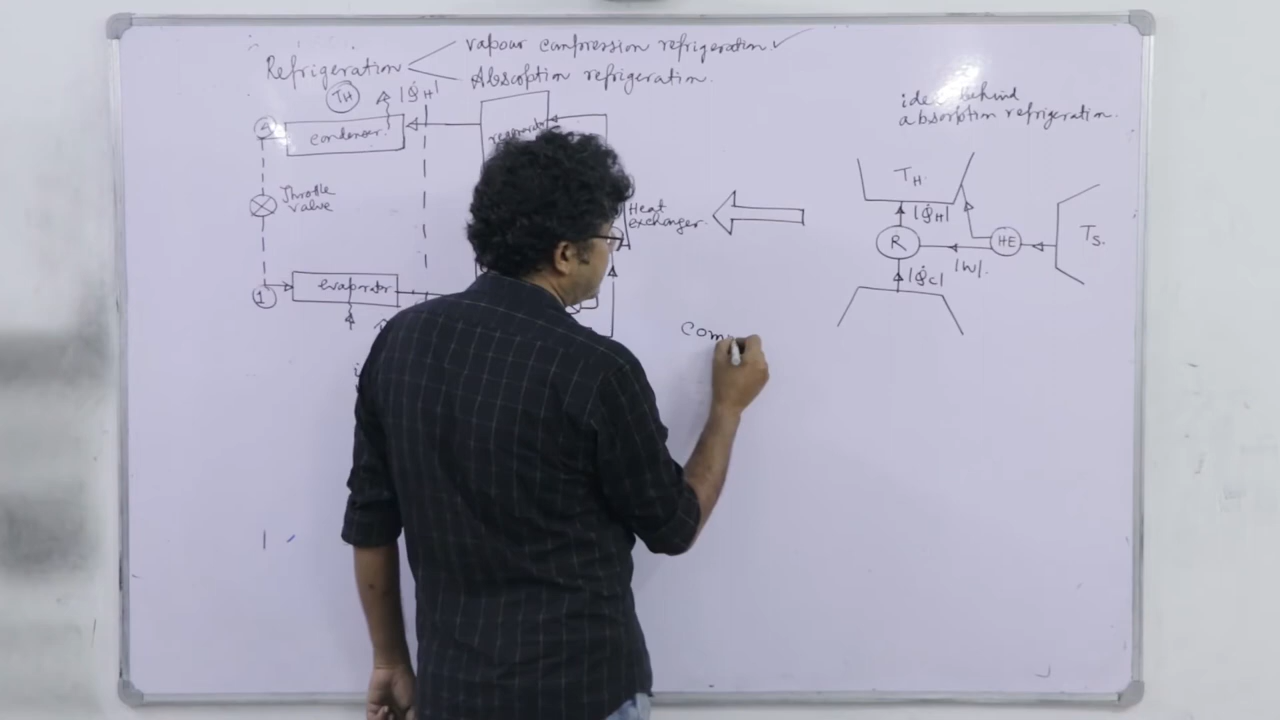 vapour compression refrigeration ✓
Refrigeration
Absorption refrigeration.
TH
|Q̇H|
condenser
Throttle
valve
1
evaporator
Heat
exchanger.
Com
behind
absorption refrigeration.
TH.
|Q̇H|
R
HE
TS.
|W|.
|Q̇C|